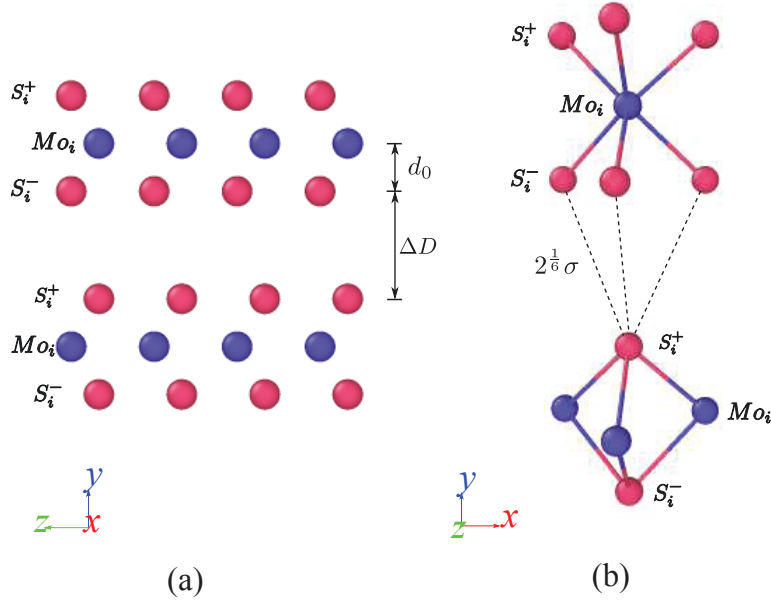 S_i^+
Mo_i
S_i^-
d_0
ΔD
S_i^+
Mo_i
S_i^-
y
z
x
(a)
S_i^+
Mo_i
S_i^-
2^{1/6}σ
S_i^+
Mo_i
S_i^-
y
z
x
(b)